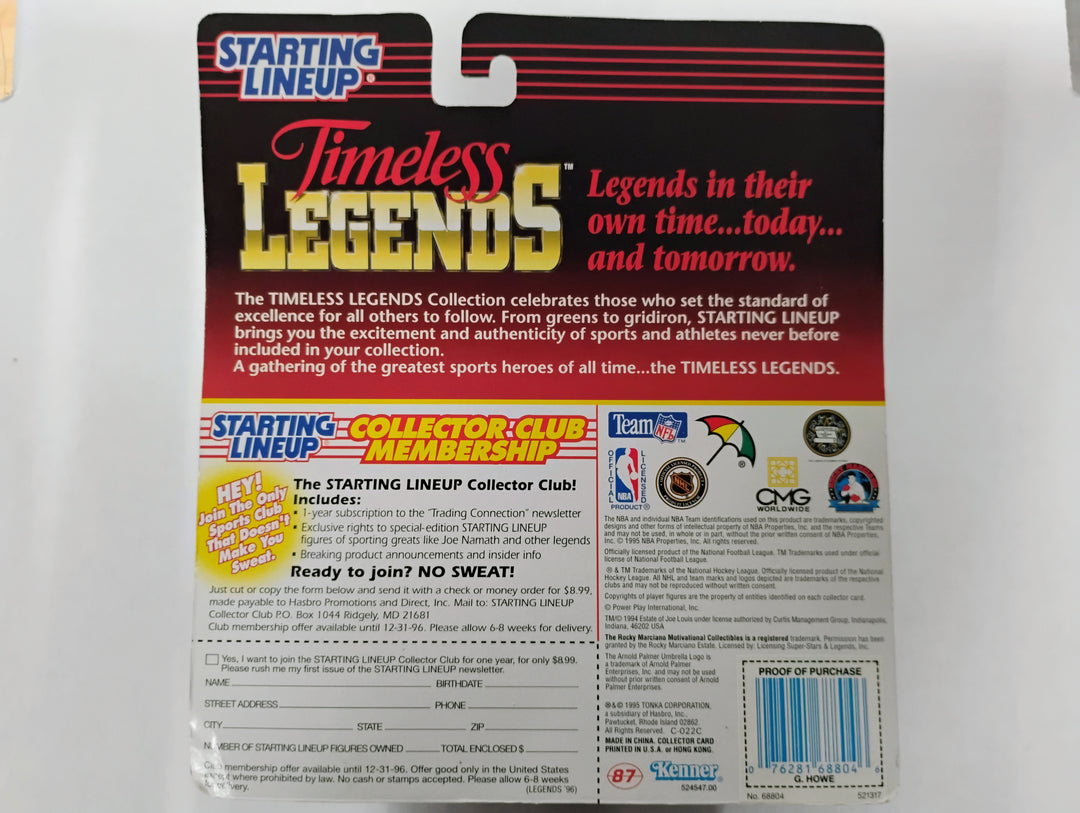 STARTING
LINEUP®
Timeless
LEGENDS™
Legends in their
own time...today...
and tomorrow.
The TIMELESS LEGENDS Collection celebrates those who set the standard of
excellence for all others to follow. From greens to gridiron, STARTING LINEUP
brings you the excitement and authenticity of sports and athletes never before
included in your collection.
A gathering of the greatest sports heroes of all time...the TIMELESS LEGENDS.
STARTING
LINEUP®
COLLECTOR CLUB
MEMBERSHIP
HEY!
Join The Only
Sports Club
That Doesn't
Make You
Sweat.
The STARTING LINEUP Collector Club!
Includes:
• 1-year subscription to the "Trading Connection" newsletter
• Exclusive rights to special-edition STARTING LINEUP
figures of sporting greats like Joe Namath and other legends
• Breaking product announcements and insider info
Ready to join? NO SWEAT!
Just cut or copy the form below and send it with a check or money order for $8.99,
made payable to Hasbro Promotions and Direct, Inc. Mail to: STARTING LINEUP
Collector Club P.O. Box 1044 Ridgely, MD 21681
Club membership offer available until 12-31-96. Please allow 6-8 weeks for delivery.
Yes, I want to join the STARTING LINEUP Collector Club for one year, for only $8.99.
Please rush me my first issue of the STARTING LINEUP newsletter.
NAME BIRTHDATE
STREET ADDRESS PHONE
CITY STATE ZIP
NUMBER OF STARTING LINEUP FIGURES OWNED TOTAL ENCLOSED $
Club membership offer available until 12-31-96. Offer good only in the United States
except where prohibited by law. No cash or stamps accepted. Please allow 6-8 weeks
(LEGENDS '96)
Team NFL™
®
OFFICIAL
LICENSED
NBA
PRODUCT®
NHL
CMG
WORLDWIDE
The NBA and individual NBA Team identifications used on this product are trademarks, copyrighted
designs and other forms of intellectual property of NBA Properties, Inc. and the respective Teams
and may not be used, in whole or in part, without the prior written consent of NBA Properties,
Inc. © 1995 NBA Properties, Inc. All rights reserved.
Officially licensed product of the National Football League. TM Trademarks used under official
license of National Football League.
® & TM Trademarks of the National Hockey League. Officially licensed product of the National
Hockey League. All NHL and team marks and logos depicted are trademarks of the respective
clubs and may not be reproduced without written consent.
Copyrights of player figures are the property of entities identified on each collector card.
© Power Play International, Inc.
TM/© 1994 Estate of Joe Louis under license authorized by Curtis Management Group, Indianapolis,
Indiana, 46202 USA
The Rocky Marciano Motivational Collectibles is a registered trademark. Permission has been
granted by the Rocky Marciano Estate. Licensed by: Licensing Super-Stars & Legends, Inc.
The Arnold Palmer Umbrella Logo is
a trademark of Arnold Palmer
Enterprises, Inc. and may not be used
without prior written consent of Arnold
Palmer Enterprises.
®&© 1995 TONKA CORPORATION,
a subsidiary of Hasbro, Inc.,
Pawtucket, Rhode Island 02862.
All Rights Reserved. C-022C
MADE IN CHINA. COLLECTOR CARD
PRINTED IN U.S.A. or HONG KONG.
87
Kenner®
524547.00
PROOF OF PURCHASE
0 76281 68804 6
G. HOWE
No. 68804 521317